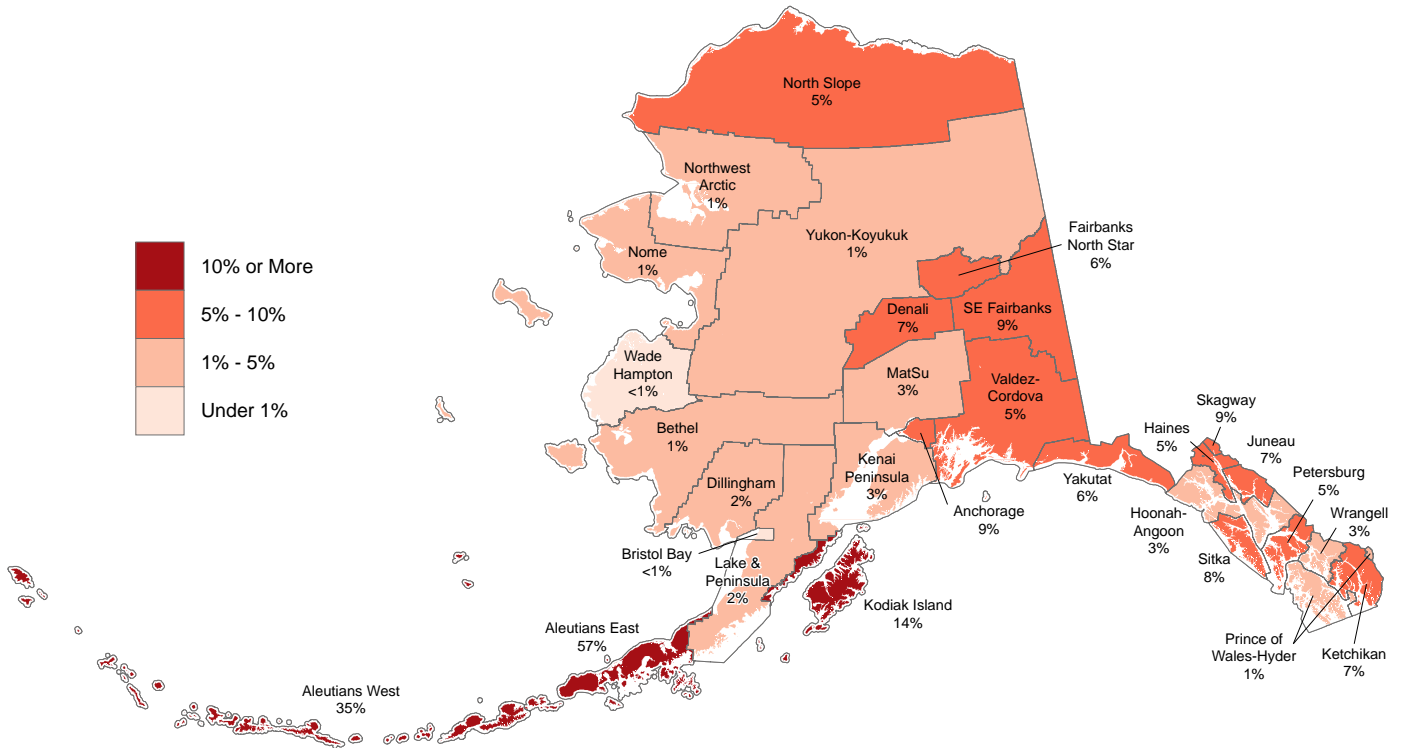 North Slope
5%
Northwest
Arctic
1%
Fairbanks
North Star
6%
Yukon-Koyukuk
1%
Nome
1%
10% or More
5% - 10%
1% - 5%
Under 1%
Denali
7%
SE Fairbanks
9%
Wade
Hampton
<1%
MatSu
3%
Valdez-
Cordova
5%
Skagway
9%
Haines
5%
Juneau
7%
Bethel
1%
Kenai
Peninsula
3%
Petersburg
5%
Dillingham
2%
Yakutat
6%
Anchorage
9%
Hoonah-
Angoon
3%
Wrangell
3%
Bristol Bay
<1%
Lake &
Peninsula
2%
Sitka
8%
Kodiak Island
14%
Aleutians East
57%
Prince of
Wales-Hyder
1%
Ketchikan
7%
Aleutians West
35%